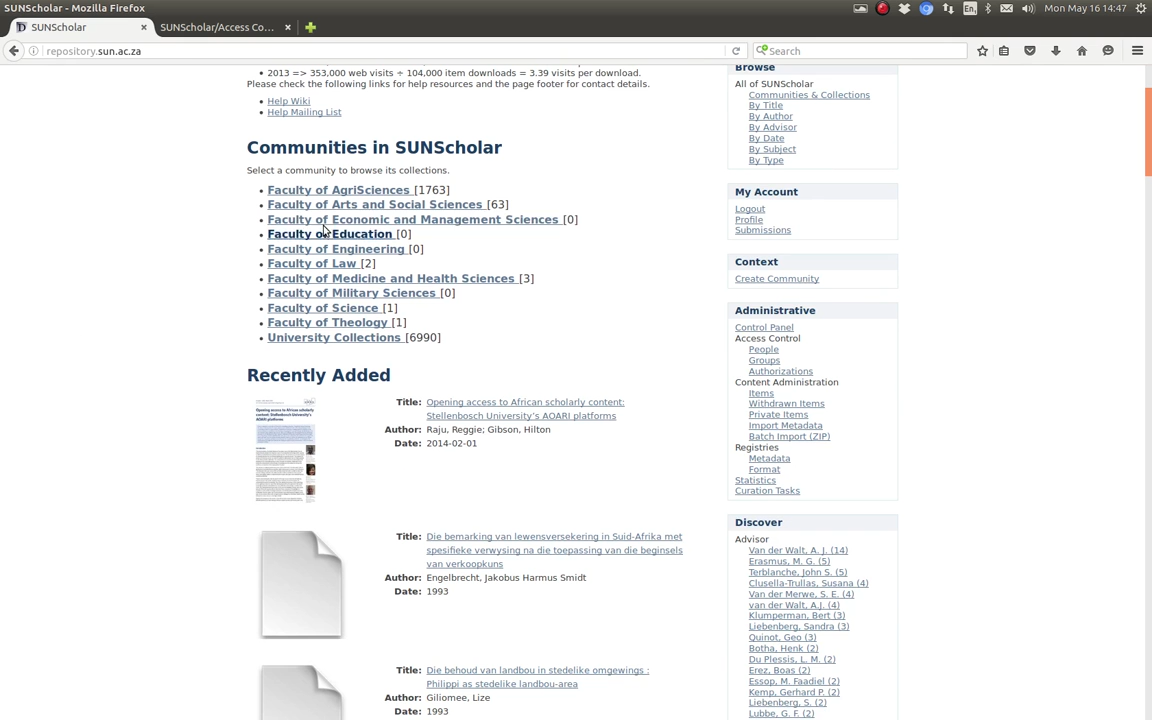 SUNScholar - Mozilla Firefox
En
Mon May 16 14:47
SUNScholar
SUNScholar/Access Co...
repository.sun.ac.za
Search
2013 => 353,000 web visits ÷ 104,000 item downloads = 3.39 visits per download.
Please check the following links for help resources and the page footer for contact details.
Help Wiki
Help Mailing List
Communities in SUNScholar
Select a community to browse its collections.
Faculty of AgriSciences [1763]
Faculty of Arts and Social Sciences [63]
Faculty of Economic and Management Sciences [0]
Faculty of Education [0]
Faculty of Engineering [0]
Faculty of Law [2]
Faculty of Medicine and Health Sciences [3]
Faculty of Military Sciences [0]
Faculty of Science [1]
Faculty of Theology [1]
University Collections [6990]
Recently Added
Opening access to African scholarly content:
Stellenbosch University's
AOARI platforms
Title: Opening access to African scholarly content:
Stellenbosch University's AOARI platforms
Author: Raju, Reggie; Gibson, Hilton
Date: 2014-02-01
Title: Die bemarking van lewensversekering in Suid-Afrika met
spesifieke verwysing na die toepassing van die beginsels
van verkoopkuns
Author: Engelbrecht, Jakobus Harmus Smidt
Date: 1993
Title: Die behoud van landbou in stedelike omgewings :
Philippi as stedelike landbou-area
Author: Giliomee, Lize
Date: 1993
Browse
All of SUNScholar
Communities & Collections
By Title
By Author
By Advisor
By Date
By Subject
By Type
My Account
Logout
Profile
Submissions
Context
Create Community
Administrative
Control Panel
Access Control
People
Groups
Authorizations
Content Administration
Items
Withdrawn Items
Private Items
Import Metadata
Batch Import (ZIP)
Registries
Metadata
Format
Statistics
Curation Tasks
Discover
Advisor
Van der Walt, A. J. (14)
Erasmus, M. G. (5)
Terblanche, John S. (5)
Clusella-Trullas, Susana (4)
Van der Merwe, S. E. (4)
van der Walt, A.J. (4)
Klumperman, Bert (3)
Liebenberg, Sandra (3)
Quinot, Geo (3)
Botha, Henk (2)
Du Plessis, L. M. (2)
Erez, Boas (2)
Essop, M. Faadiel (2)
Kemp, Gerhard P. (2)
Liebenberg, S. (2)
Lubbe, G. F. (2)